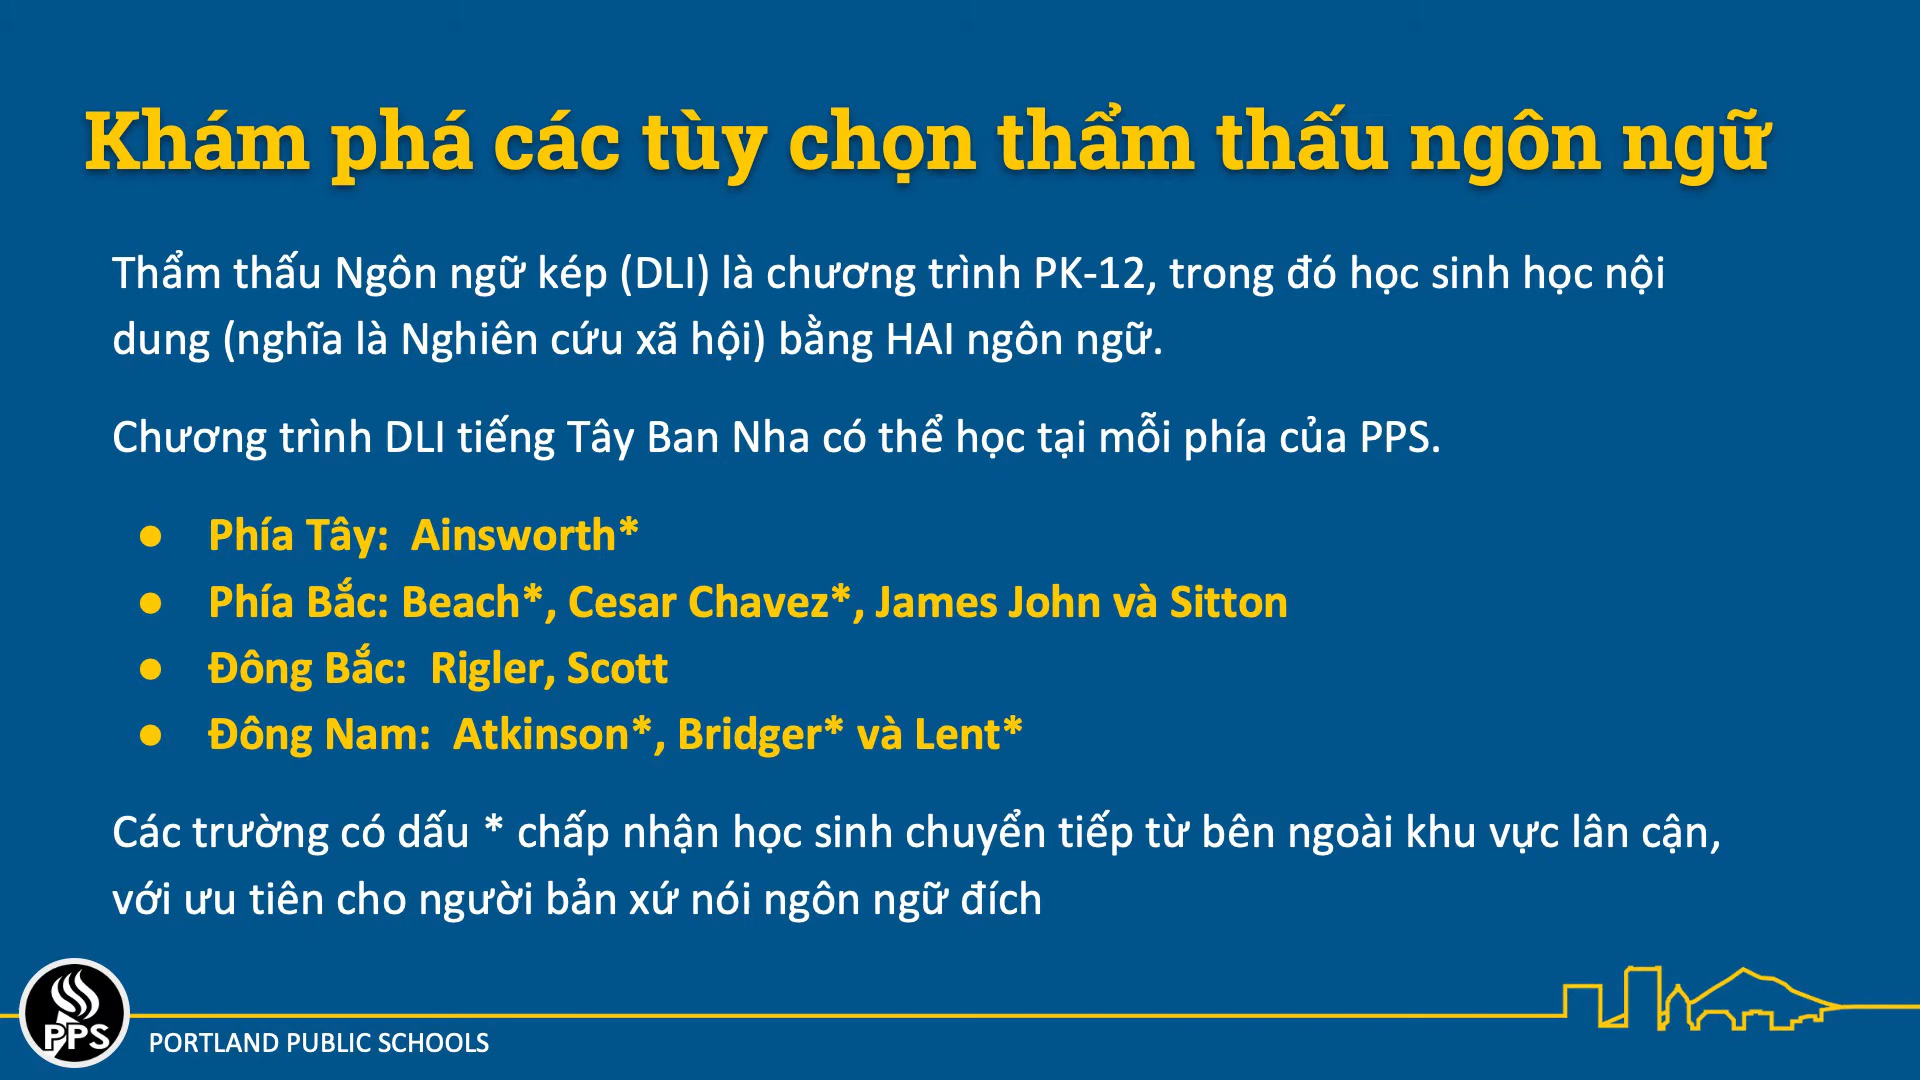 Khám phá các tùy chọn thẩm thấu ngôn ngữ
Thẩm thấu Ngôn ngữ kép (DLI) là chương trình PK-12, trong đó học sinh học nội
dung (nghĩa là Nghiên cứu xã hội) bằng HAI ngôn ngữ.
Chương trình DLI tiếng Tây Ban Nha có thể học tại mỗi phía của PPS.
● Phía Tây: Ainsworth*
● Phía Bắc: Beach*, Cesar Chavez*, James John và Sitton
● Đông Bắc: Rigler, Scott
● Đông Nam: Atkinson*, Bridger* và Lent*
Các trường có dấu * chấp nhận học sinh chuyển tiếp từ bên ngoài khu vực lân cận,
với ưu tiên cho người bản xứ nói ngôn ngữ đích
PPS
PORTLAND PUBLIC SCHOOLS